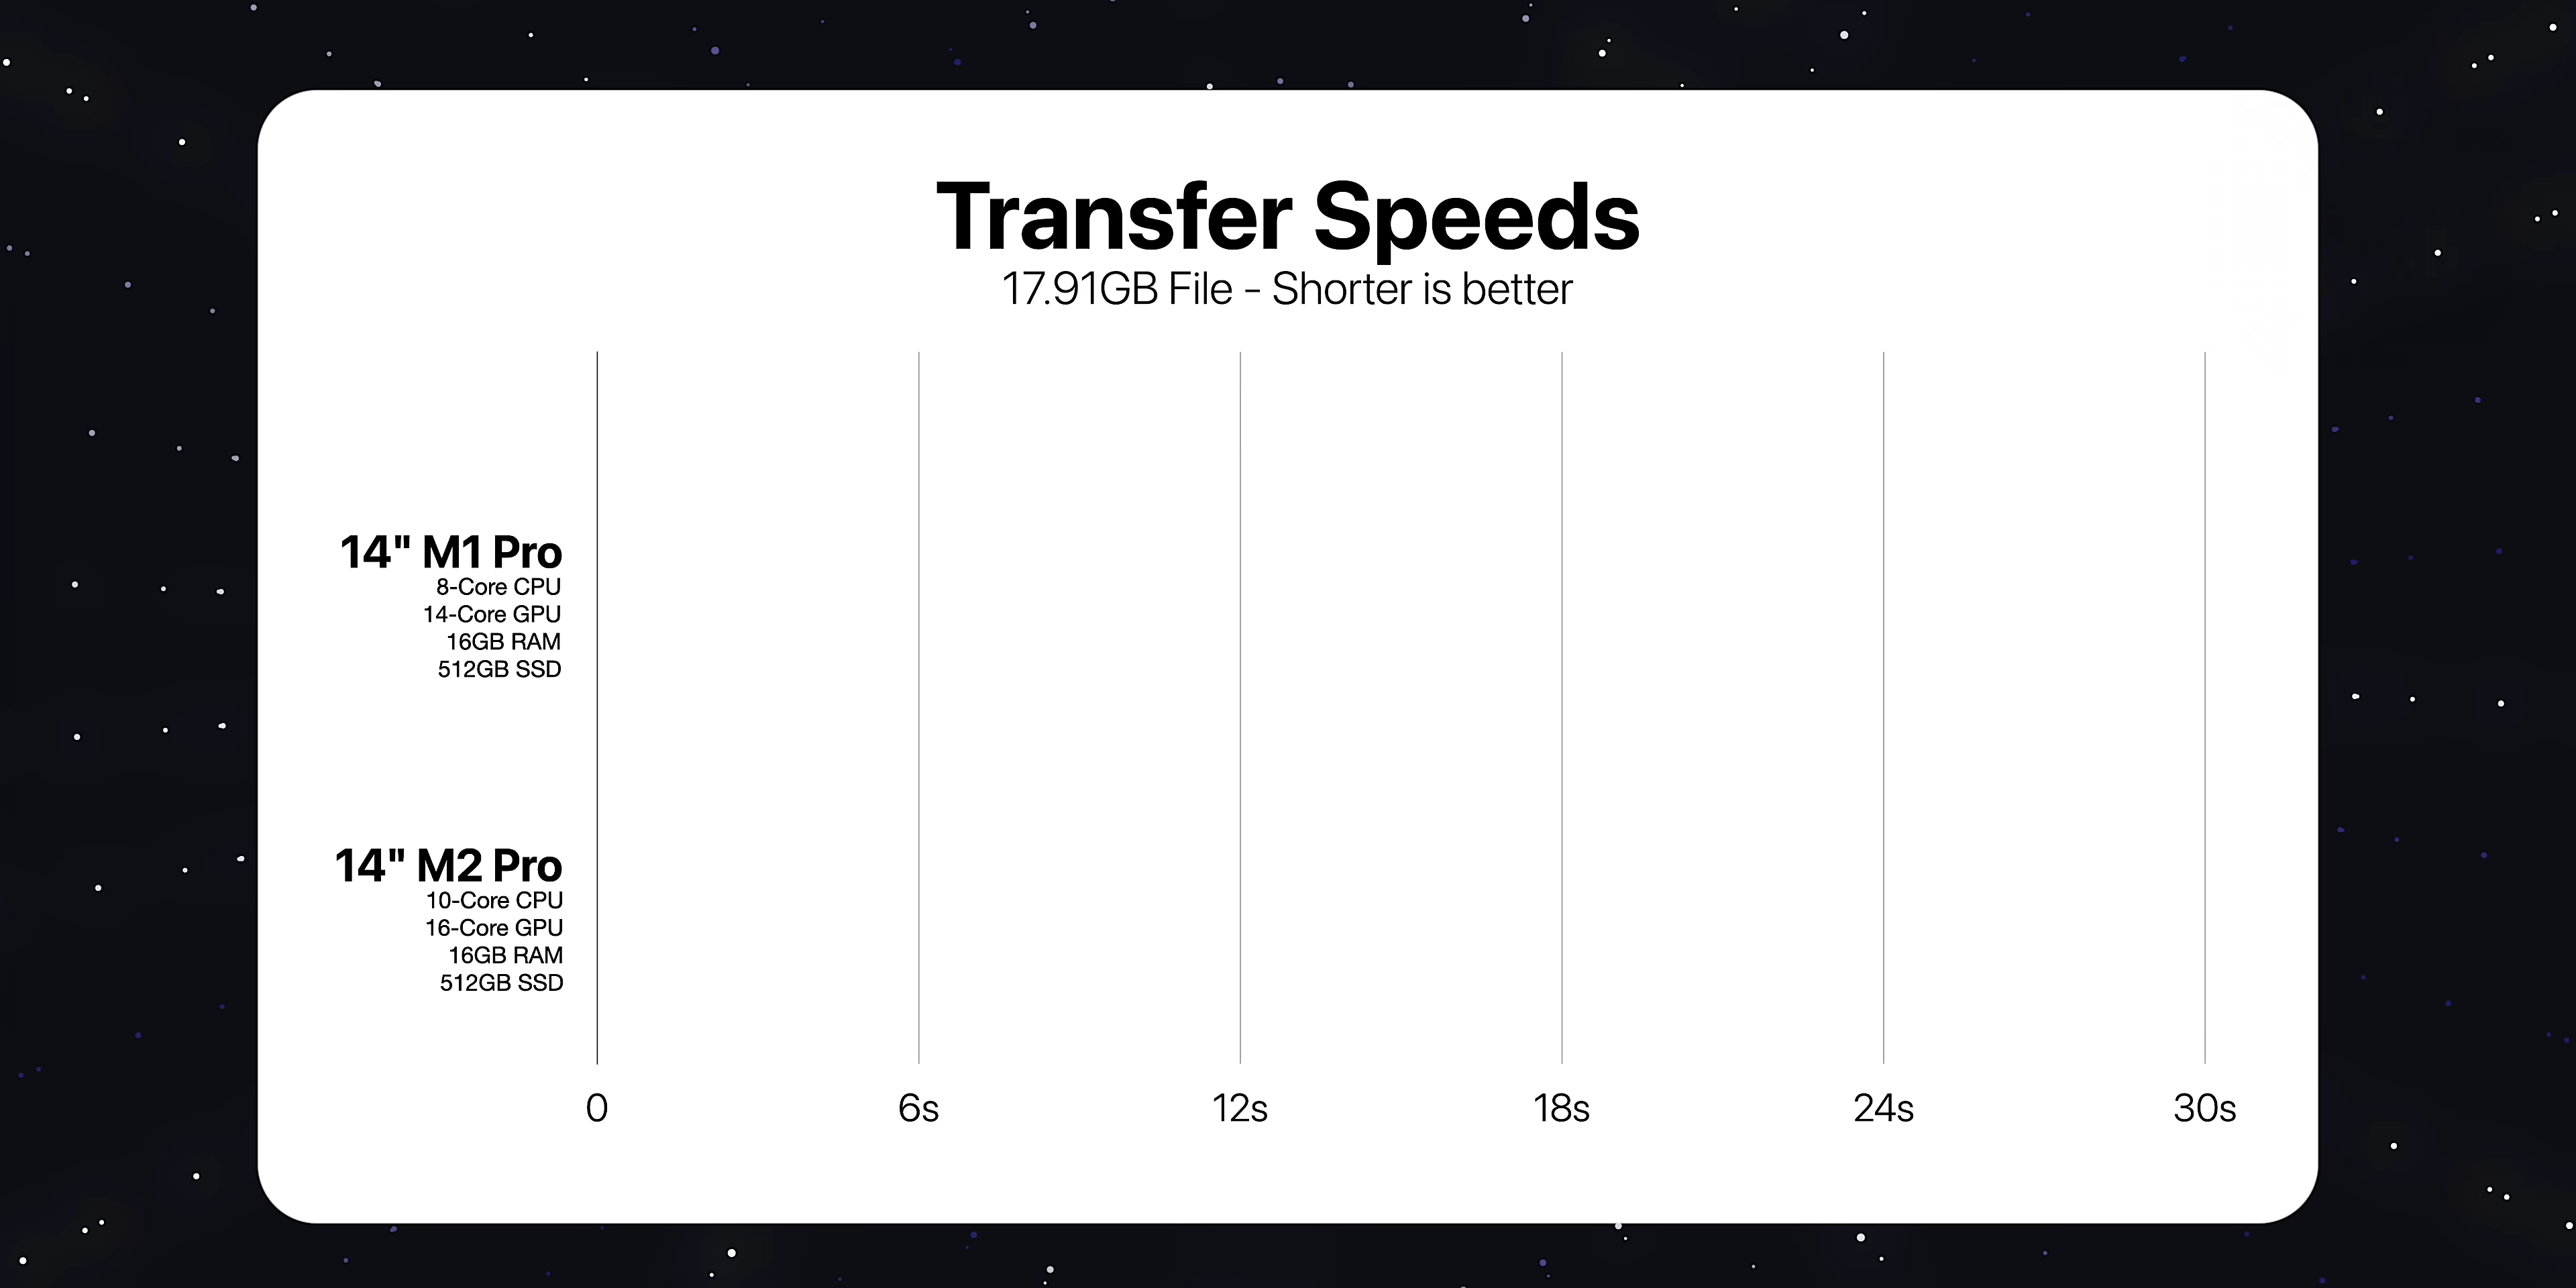 Transfer Speeds
17.91GB File - Shorter is better
14" M1 Pro
8-Core CPU
14-Core GPU
16GB RAM
512GB SSD
14" M2 Pro
10-Core CPU
16-Core GPU
16GB RAM
512GB SSD
0 6s 12s 18s 24s 30s